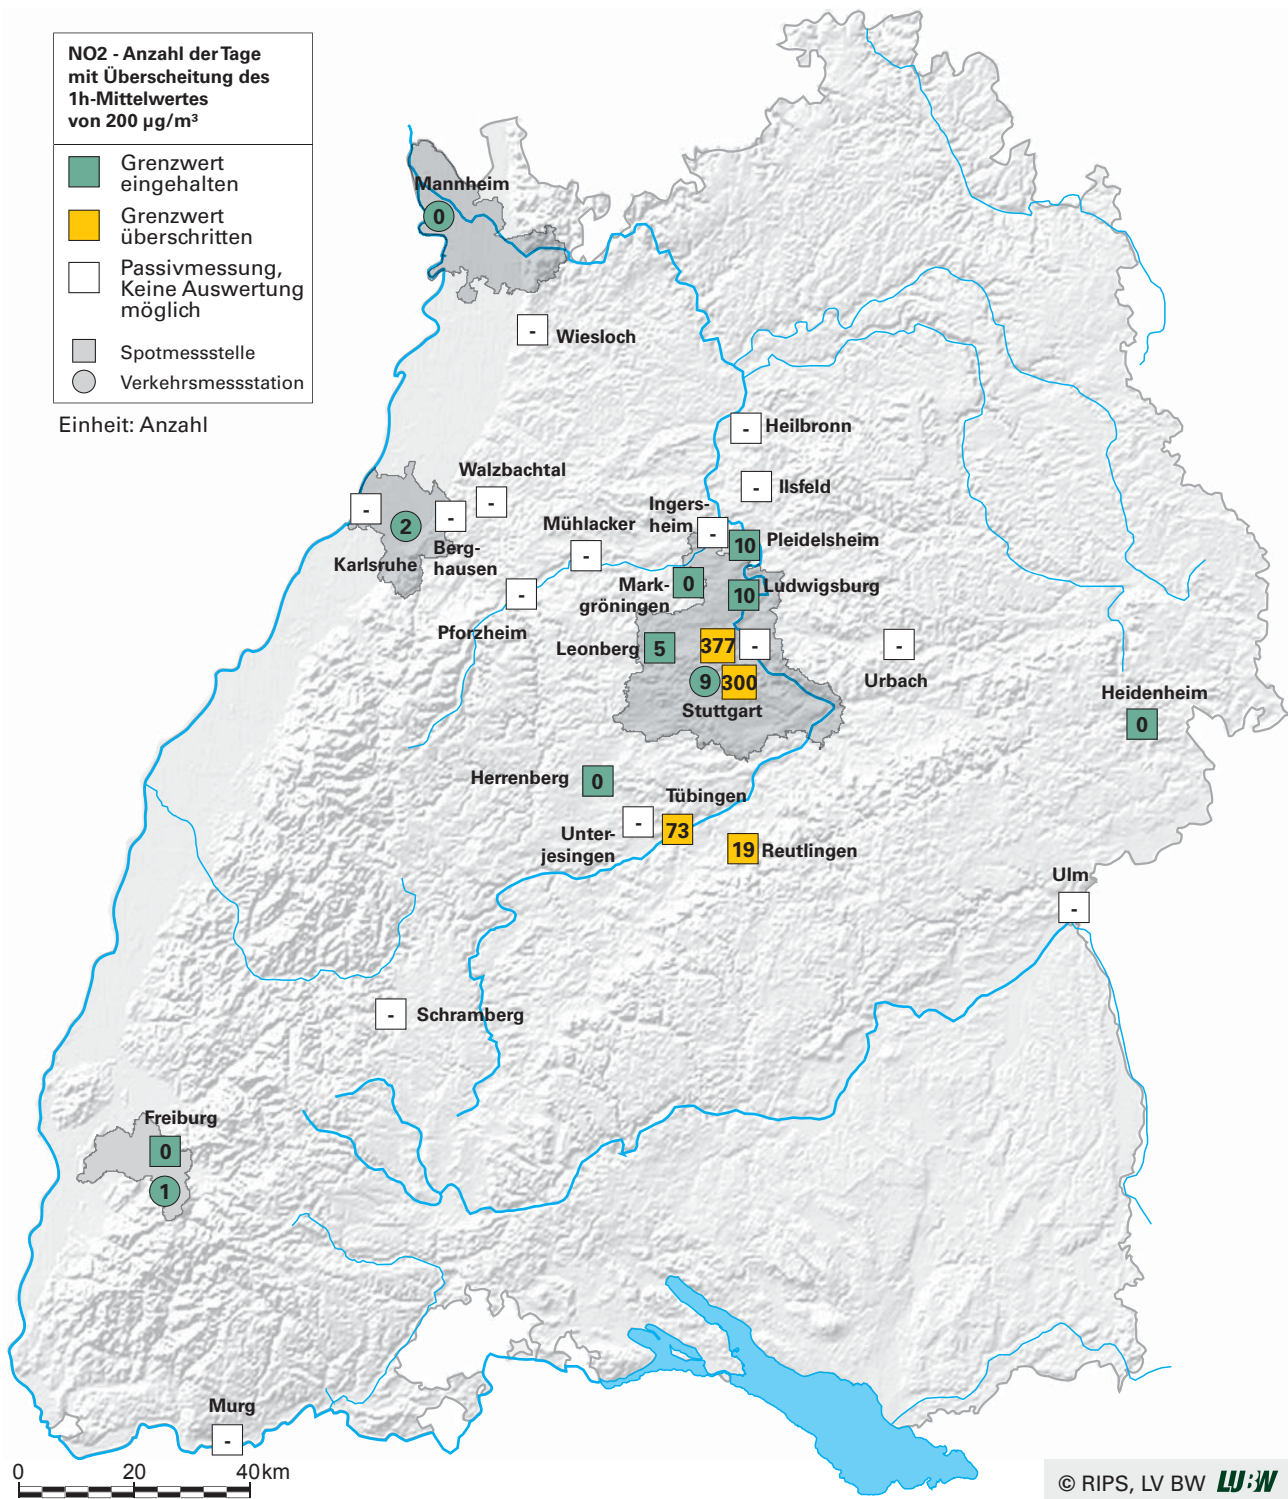 NO2 - Anzahl der Tage
mit Überscheitung des
1h-Mittelwertes
von 200 µg/m³
Grenzwert
eingehalten
Grenzwert
überschritten
Passivmessung,
Keine Auswertung
möglich
Spotmessstelle
Verkehrsmessstation
Einheit: Anzahl
Mannheim
0
-
Wiesloch
-
Heilbronn
-
Ilsfeld
Walzbachtal
-
-
2
-
Karlsruhe
Berg-
hausen
Mühlacker
-
Ingers-
heim
-
10
Pleidelsheim
-
Pforzheim
Mark-
gröningen
0
10
Ludwigsburg
Leonberg
5
377
-
9
300
Stuttgart
-
Urbach
Heidenheim
0
Herrenberg
0
Tübingen
-
73
Unter-
jesingen
19
Reutlingen
Ulm
-
-
Schramberg
Freiburg
0
1
Murg
-
0
20
40km
© RIPS, LV BW LUBW